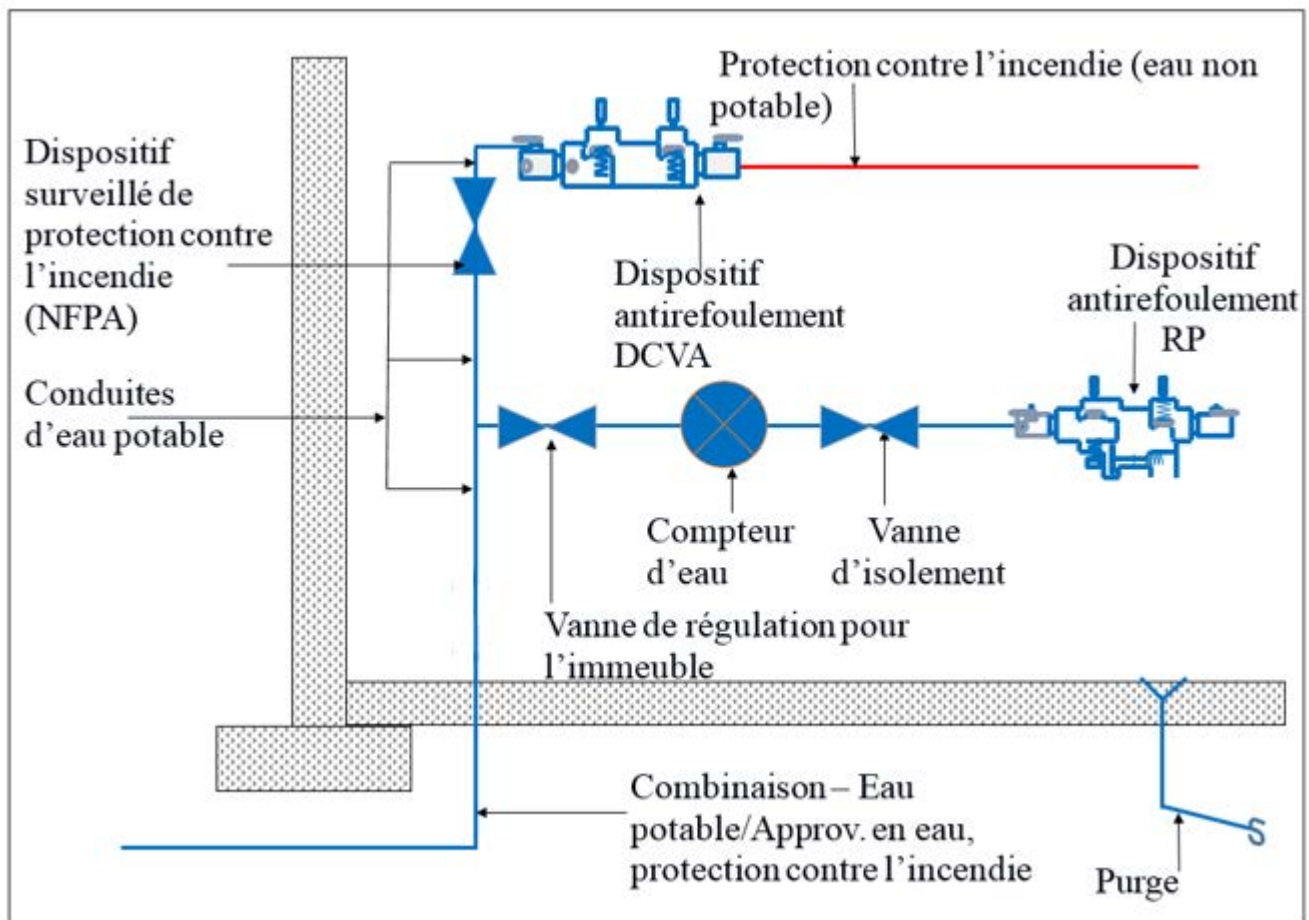 Protection contre l'incendie (eau non
potable)
Dispositif
surveillé de
protection contre
l'incendie
(NFPA)
Dispositif
antirefoulement
DCVA
Dispositif
antirefoulement
RP
Conduites
d'eau potable
Compteur
d'eau
Vanne
d'isolement
Vanne de régulation pour
l'immeuble
Combinaison – Eau
potable/Approv. en eau,
protection contre l'incendie
Purge
S